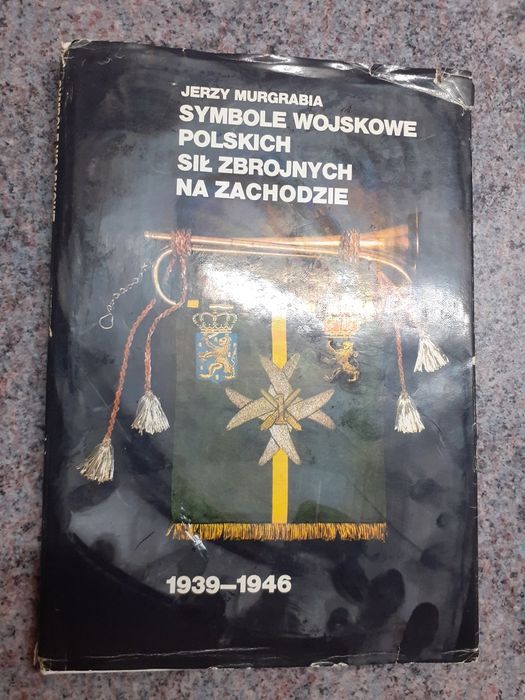 JERZY MURGRABIA
SYMBOLE WOJSKOWE
POLSKICH
SIŁ ZBROJNYCH
NA ZACHODZIE
1939–1946